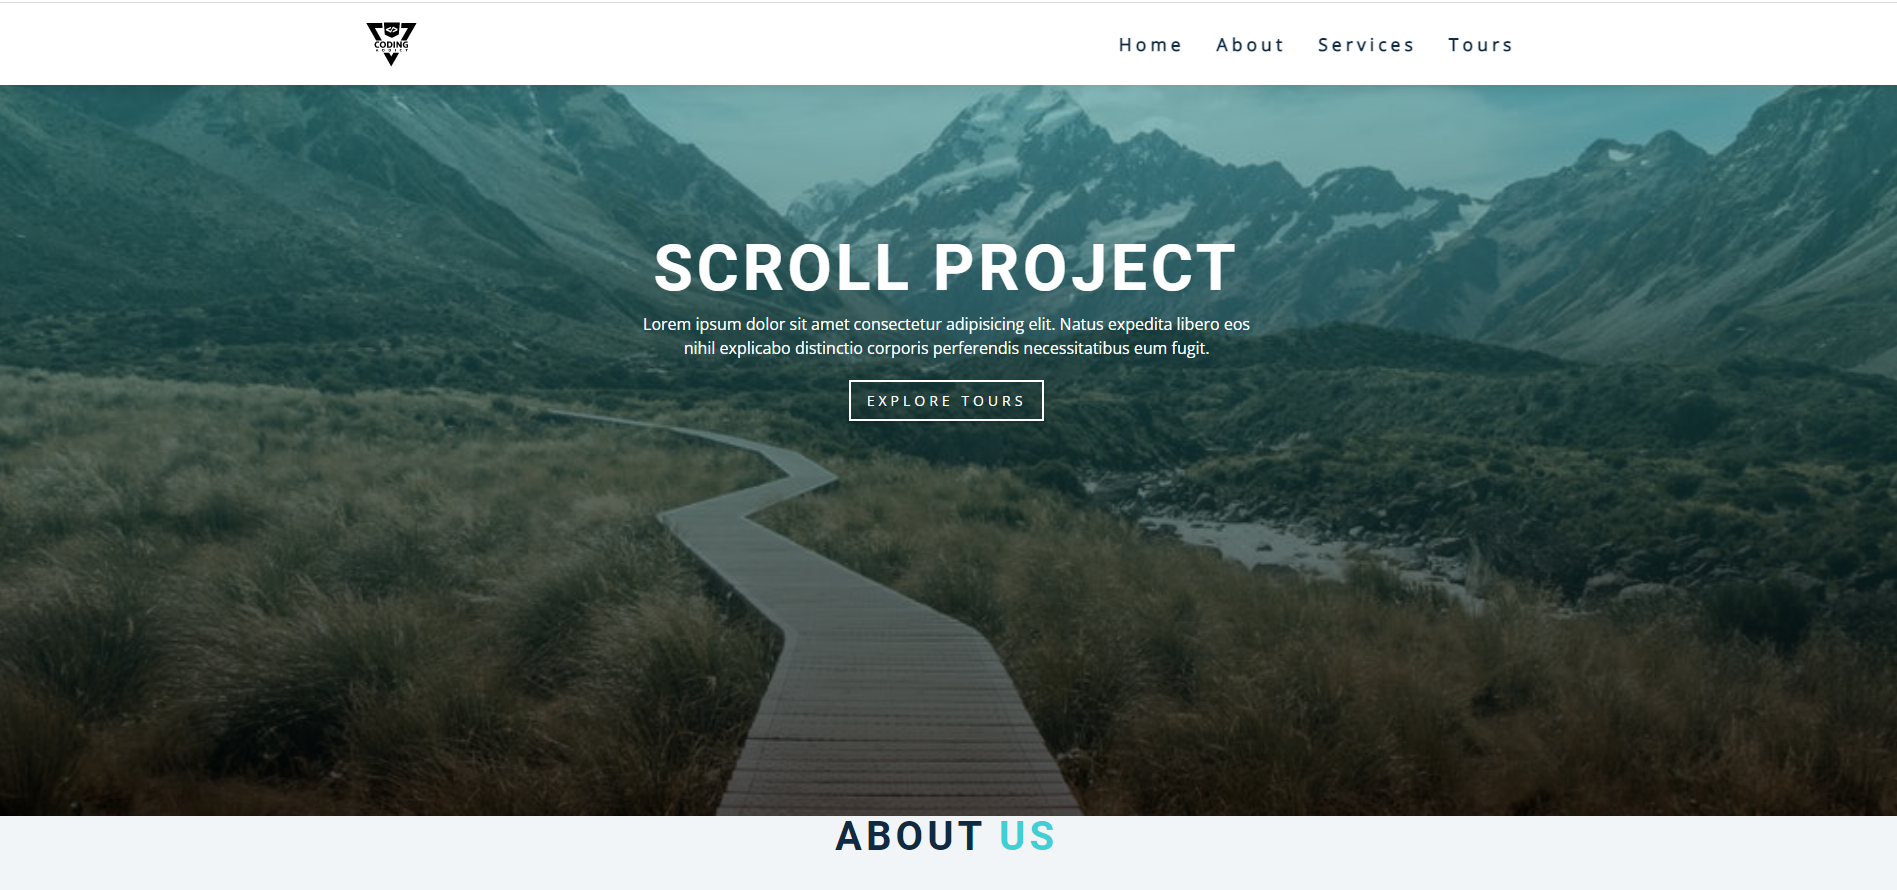 CODING
ADDICT
Home About Services Tours
SCROLL PROJECT
Lorem ipsum dolor sit amet consectetur adipisicing elit. Natus expedita libero eos
nihil explicabo distinctio corporis perferendis necessitatibus eum fugit.
EXPLORE TOURS
ABOUT US